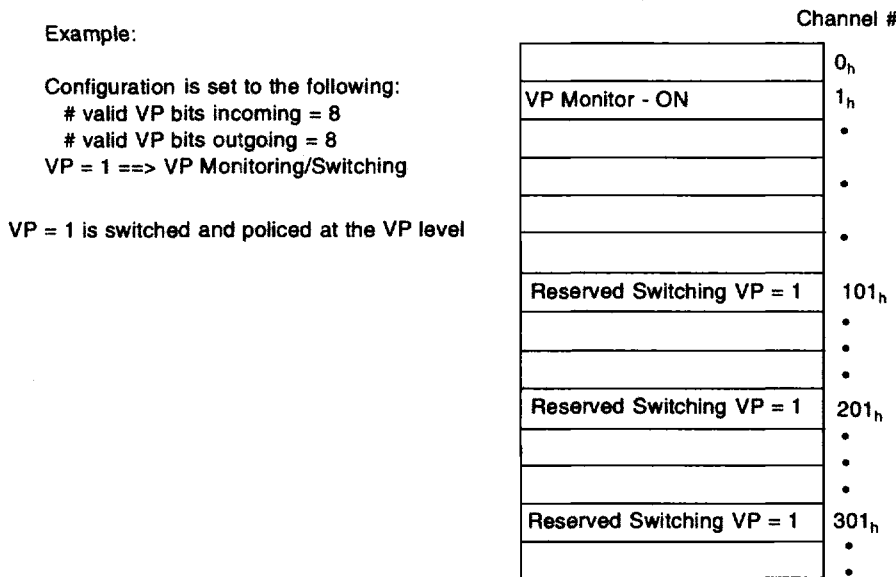 Channel #
Example:
Configuration is set to the following:
# valid VP bits incoming = 8
# valid VP bits outgoing = 8
VP = 1 ==> VP Monitoring/Switching
VP = 1 is switched and policed at the VP level
0h
VP Monitor - ON 1h
Reserved Switching VP = 1 101h
Reserved Switching VP = 1 201h
Reserved Switching VP = 1 301h